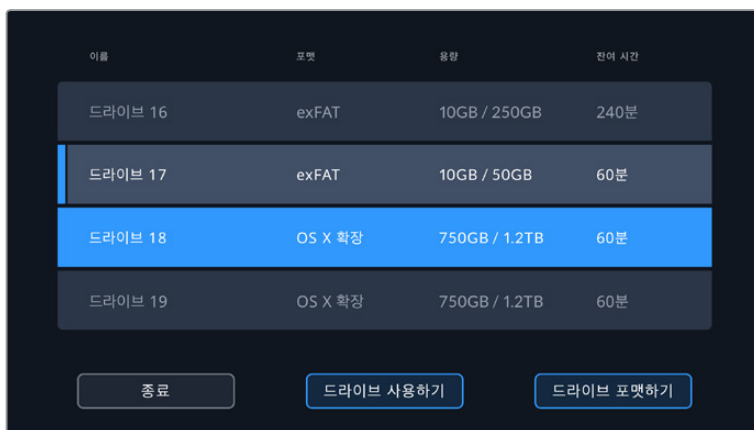 이름 포맷 용량 잔여 시간
드라이브 16 exFAT 10GB / 250GB 240분
드라이브 17 exFAT 10GB / 50GB 60분
드라이브 18 OS X 확장 750GB / 1.2TB 60분
드라이브 19 OS X 확장 750GB / 1.2TB 60분
종료 드라이브 사용하기 드라이브 포맷하기